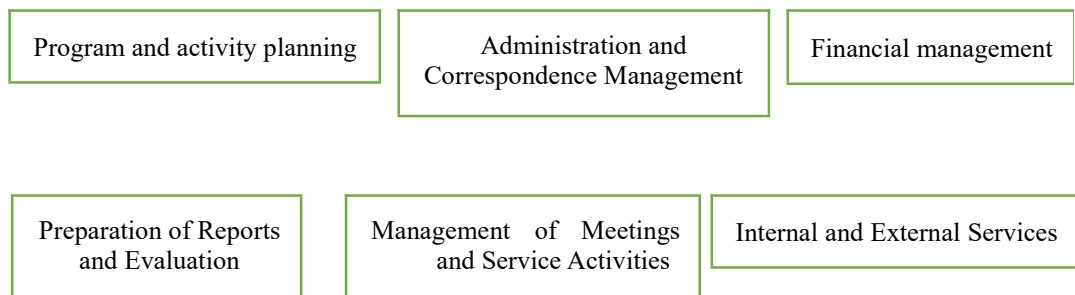 Program and activity planning
Administration and
Correspondence Management
Financial management
Preparation of Reports
and Evaluation
Management of Meetings
and Service Activities
Internal and External Services